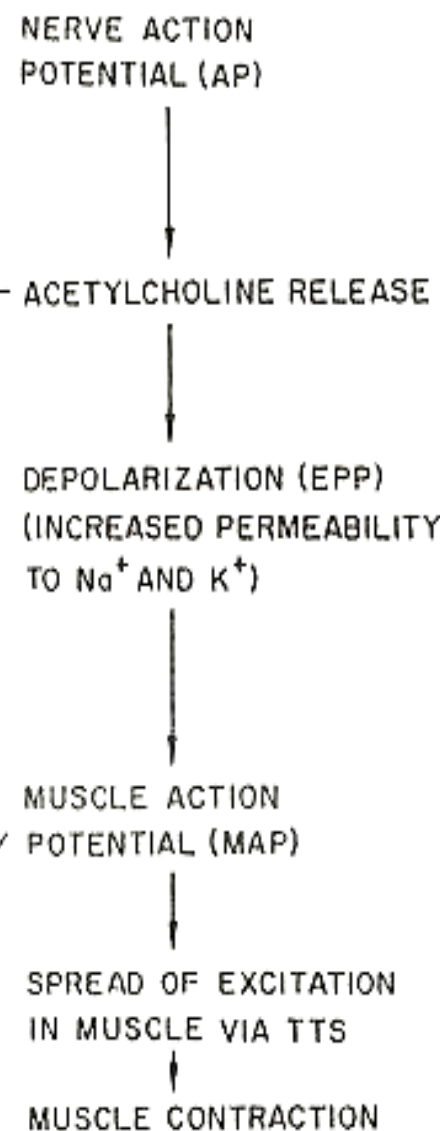 NERVE ACTION
POTENTIAL (AP)
ACETYLCHOLINE RELEASE
DEPOLARIZATION (EPP)
(INCREASED PERMEABILITY
TO Na⁺ AND K⁺)
MUSCLE ACTION
POTENTIAL (MAP)
SPREAD OF EXCITATION
IN MUSCLE VIA TTS
MUSCLE CONTRACTION